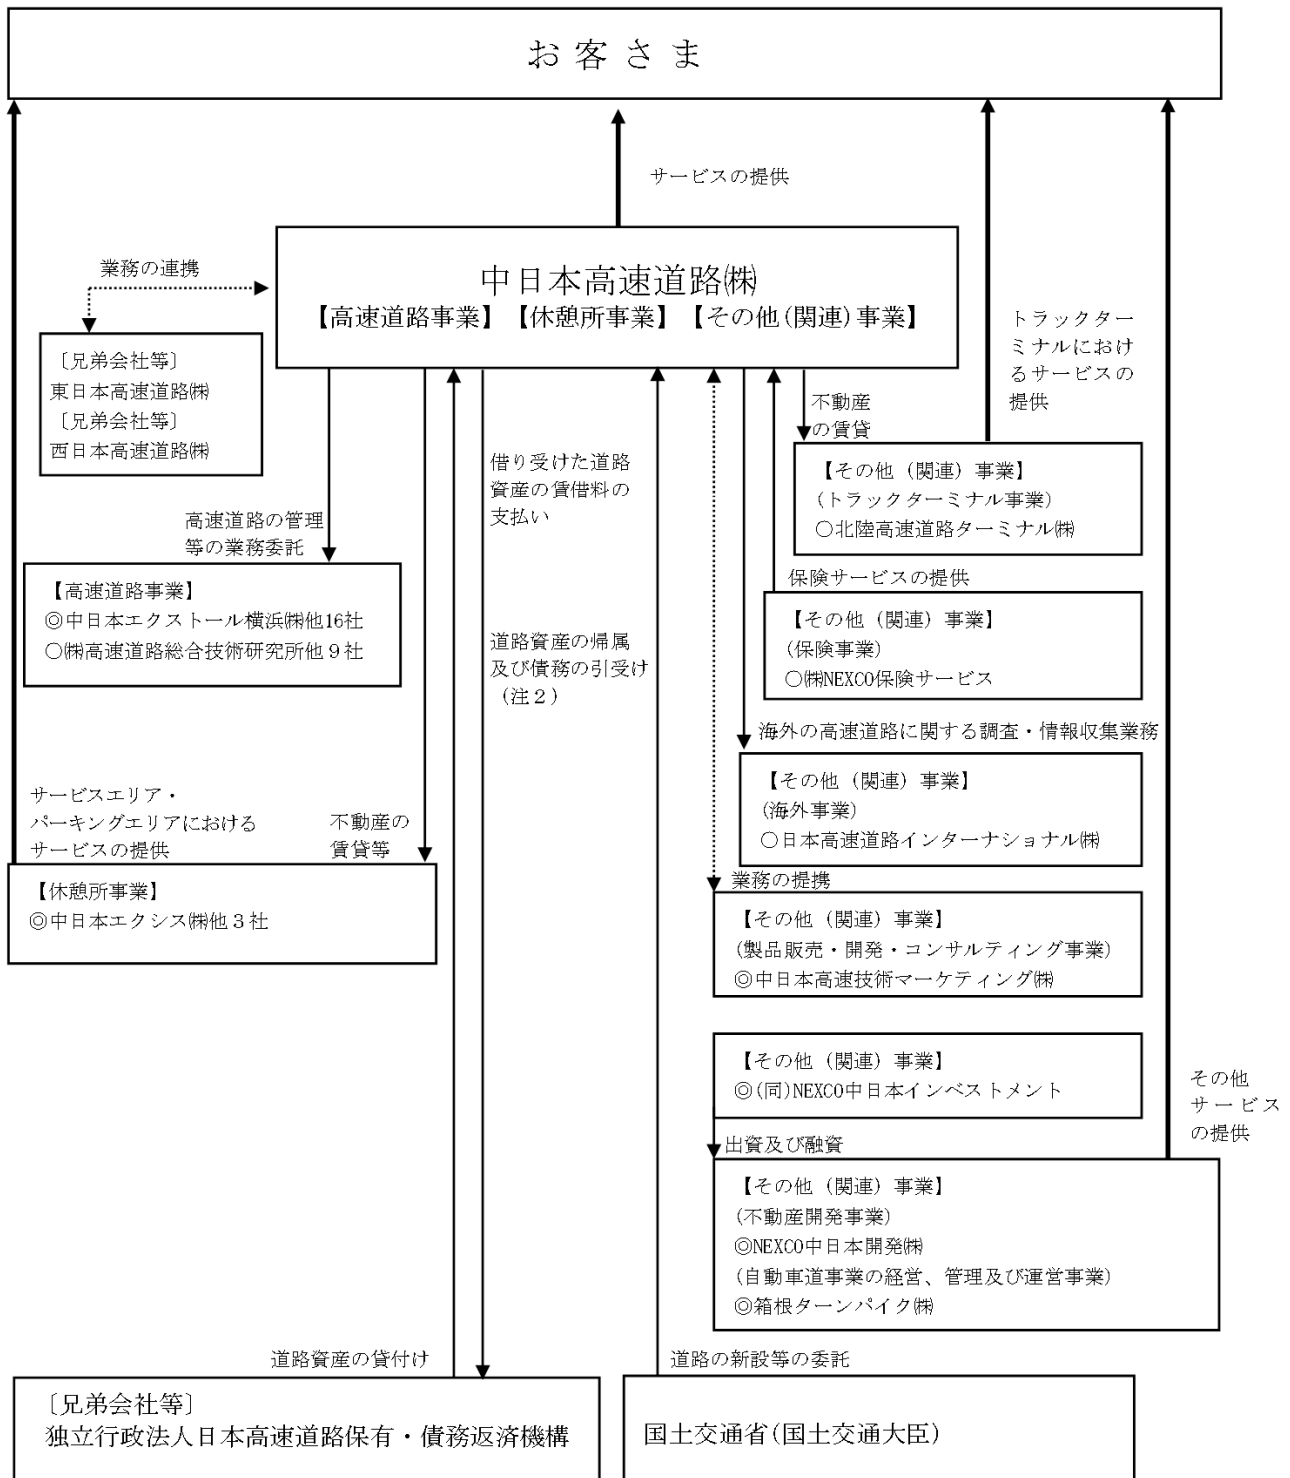 お客さま
サービスの提供
業務の連携
中日本高速道路㈱
【高速道路事業】【休憩所事業】【その他(関連)事業】
〔兄弟会社等〕
東日本高速道路㈱
〔兄弟会社等〕
西日本高速道路㈱
トラックター
ミナルにおけ
るサービスの
提供
不動産
の賃貸
【その他（関連）事業】
(トラックターミナル事業)
○北陸高速道路ターミナル㈱
借り受けた道路
資産の賃借料の
支払い
高速道路の管理
等の業務委託
【高速道路事業】
◎中日本エクストール横浜㈱他16社
○㈱高速道路総合技術研究所他９社
保険サービスの提供
【その他（関連）事業】
(保険事業)
○㈱NEXCO保険サービス
道路資産の帰属
及び債務の引受け
（注２）
海外の高速道路に関する調査・情報収集業務
【その他（関連）事業】
(海外事業)
○日本高速道路インターナショナル㈱
サービスエリア・
パーキングエリアにおける
サービスの提供
不動産の
賃貸等
【休憩所事業】
◎中日本エクシス㈱他３社
業務の提携
【その他（関連）事業】
(製品販売・開発・コンサルティング事業)
◎中日本高速技術マーケティング㈱
【その他（関連）事業】
◎(同)NEXCO中日本インベストメント
その他
サービス
の提供
出資及び融資
【その他（関連）事業】
(不動産開発事業)
◎NEXCO中日本開発㈱
(自動車道事業の経営、管理及び運営事業)
◎箱根ターンパイク㈱
道路資産の貸付け
〔兄弟会社等〕
独立行政法人日本高速道路保有・債務返済機構
道路の新設等の委託
国土交通省(国土交通大臣)